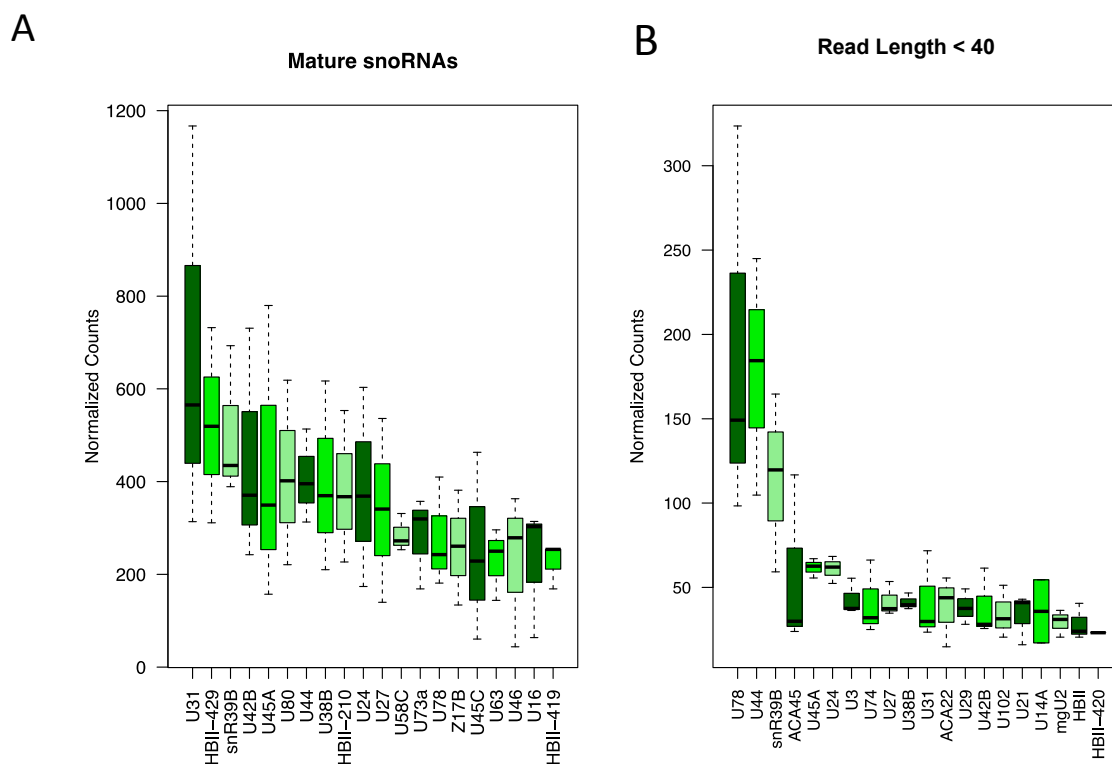 A
Mature snoRNAs
Normalized Counts
1200
1000
800
600
400
200
0
U31
HBII−429
snR39B
U42B
U45A
U80
U44
U38B
HBII−210
U24
U27
U58C
U73a
U78
Z17B
U45C
U63
U46
U16
HBII−419
B
Read Length < 40
Normalized Counts
300
250
200
150
100
50
U78
U44
snR39B
ACA45
U45A
U24
U3
U74
U27
U38B
U31
ACA22
U29
U42B
U102
U21
U14A
mgU2
HBII
HBII−420